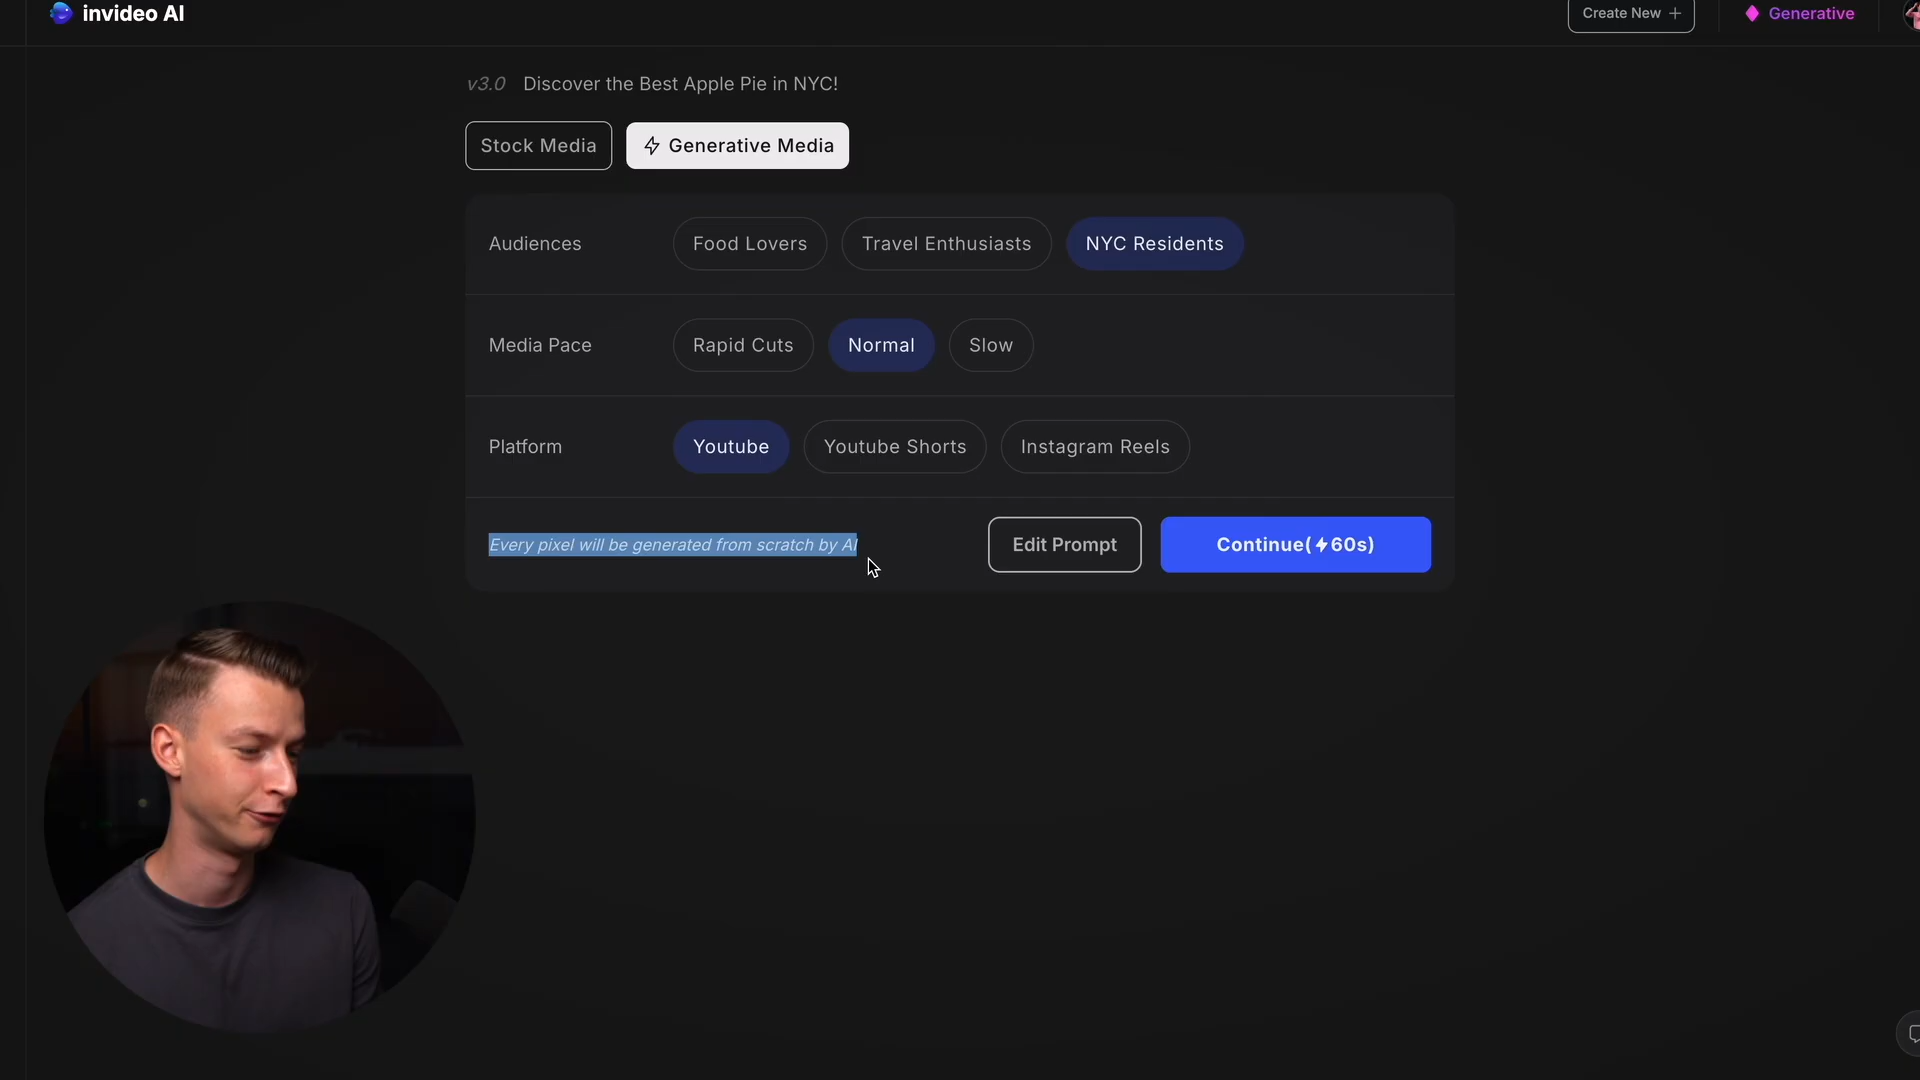 invideo AI
Create New +
Generative
v3.0 Discover the Best Apple Pie in NYC!
Stock Media
Generative Media
Audiences
Food Lovers
Travel Enthusiasts
NYC Residents
Media Pace
Rapid Cuts
Normal
Slow
Platform
Youtube
Youtube Shorts
Instagram Reels
Every pixel will be generated from scratch by AI
Edit Prompt
Continue(⚡60s)